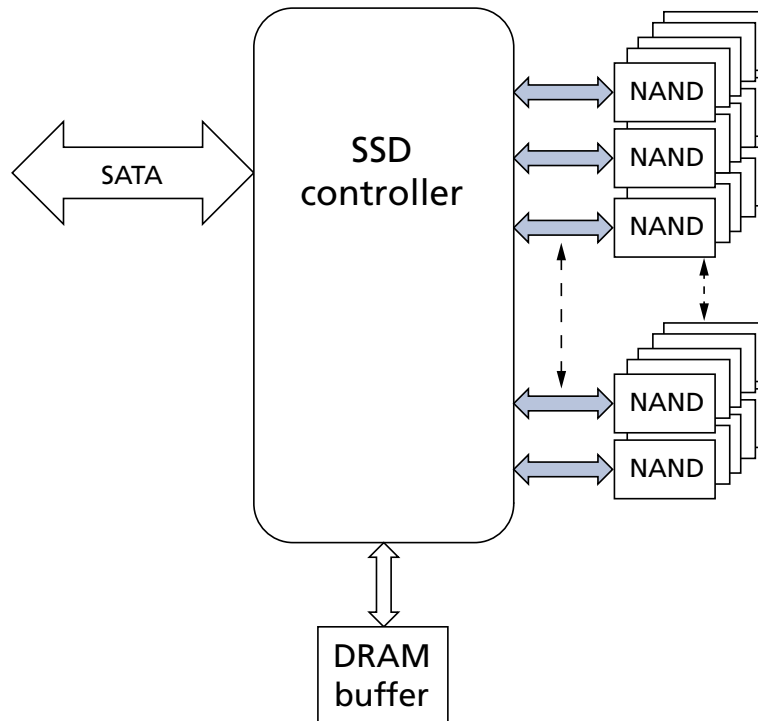 SATA
SSD
controller
NAND
NAND
NAND
NAND
NAND
DRAM
buffer